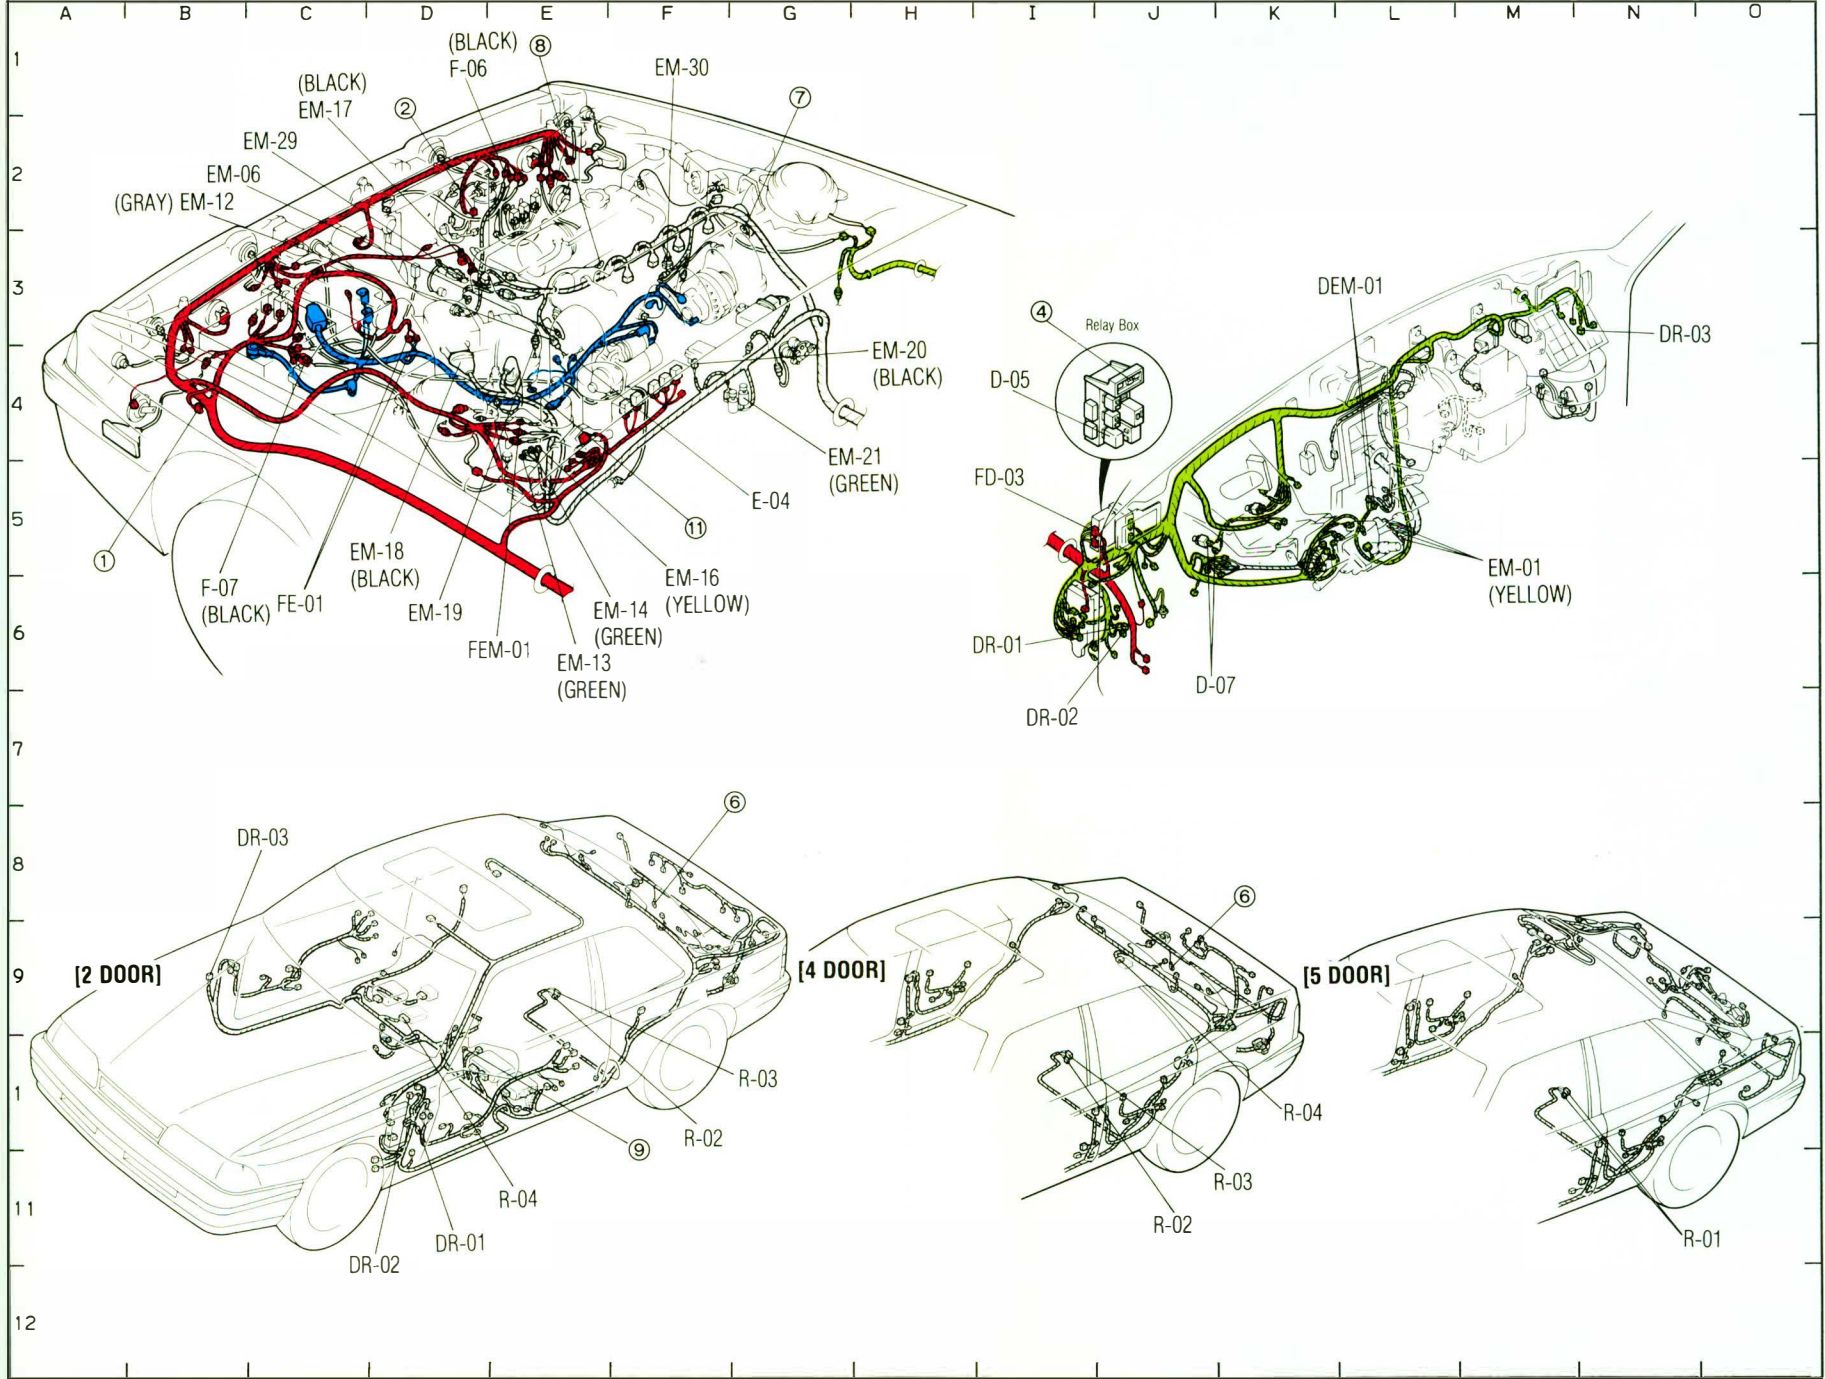 A B C D E F G H I J K L M N O
1
(BLACK)
F-06
8
EM-30
(BLACK)
EM-17
2
7
EM-29
2
EM-06
(GRAY) EM-12
3
DEM-01
4
Relay Box
DR-03
EM-20
(BLACK)
D-05
4
EM-21
(GREEN)
FD-03
E-04
5
11
1
EM-18
(BLACK)
F-07
(BLACK)
FE-01
EM-19
EM-16
(YELLOW)
EM-01
(YELLOW)
EM-14
(GREEN)
6
FEM-01
EM-13
(GREEN)
DR-01
D-07
DR-02
7
6
DR-03
8
6
9
[2 DOOR]
[4 DOOR]
[5 DOOR]
R-03
1
R-04
R-02
9
R-03
R-04
11
R-02
R-01
DR-01
DR-02
12